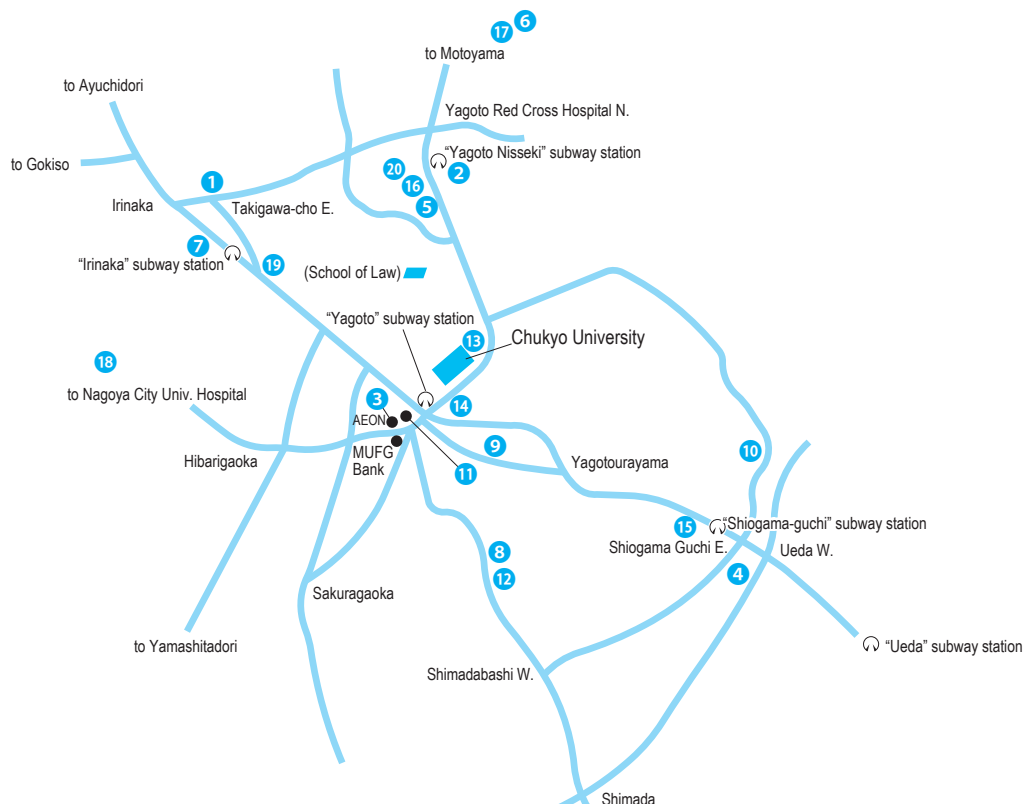 17 6
to Motoyama
to Ayuchidori
Yagoto Red Cross Hospital N.
to Gokiso
“Yagoto Nisseki” subway station
20 2
1 16
Irinaka Takigawa-cho E. 5
7
“Irinaka” subway station 19
(School of Law)
“Yagoto” subway station
13 Chukyo University
18
to Nagoya City Univ. Hospital
3 14
AEON
MUFG
Bank
9
11
Hibarigaoka
Yagotourayama
10
15 “Shiogama-guchi” subway station
Shiogama Guchi E. Ueda W.
8
12
4
Sakuragaoka
to Yamashitadori
“Ueda” subway station
Shimadabashi W.
Shimada